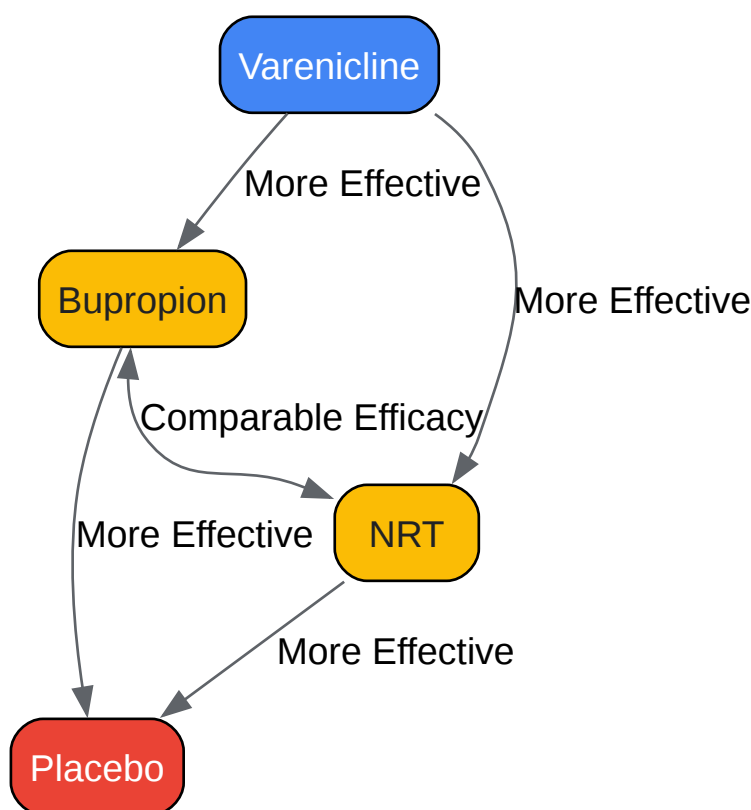 Varenicline
More Effective
Bupropion
More Effective
Comparable Efficacy
More Effective
NRT
More Effective
Placebo